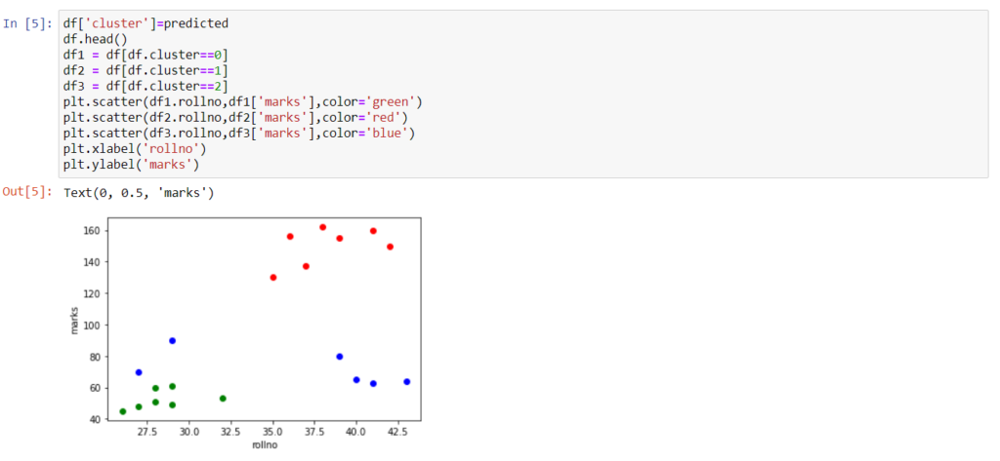 In [5]: df['cluster']=predicted
df.head()
df1 = df[df.cluster==0]
df2 = df[df.cluster==1]
df3 = df[df.cluster==2]
plt.scatter(df1.rollno,df1['marks'],color='green')
plt.scatter(df2.rollno,df2['marks'],color='red')
plt.scatter(df3.rollno,df3['marks'],color='blue')
plt.xlabel('rollno')
plt.ylabel('marks')
Out[5]: Text(0, 0.5, 'marks')
160
140
120
100
80
60
40
marks
27.5 30.0 32.5 35.0 37.5 40.0 42.5
rollno